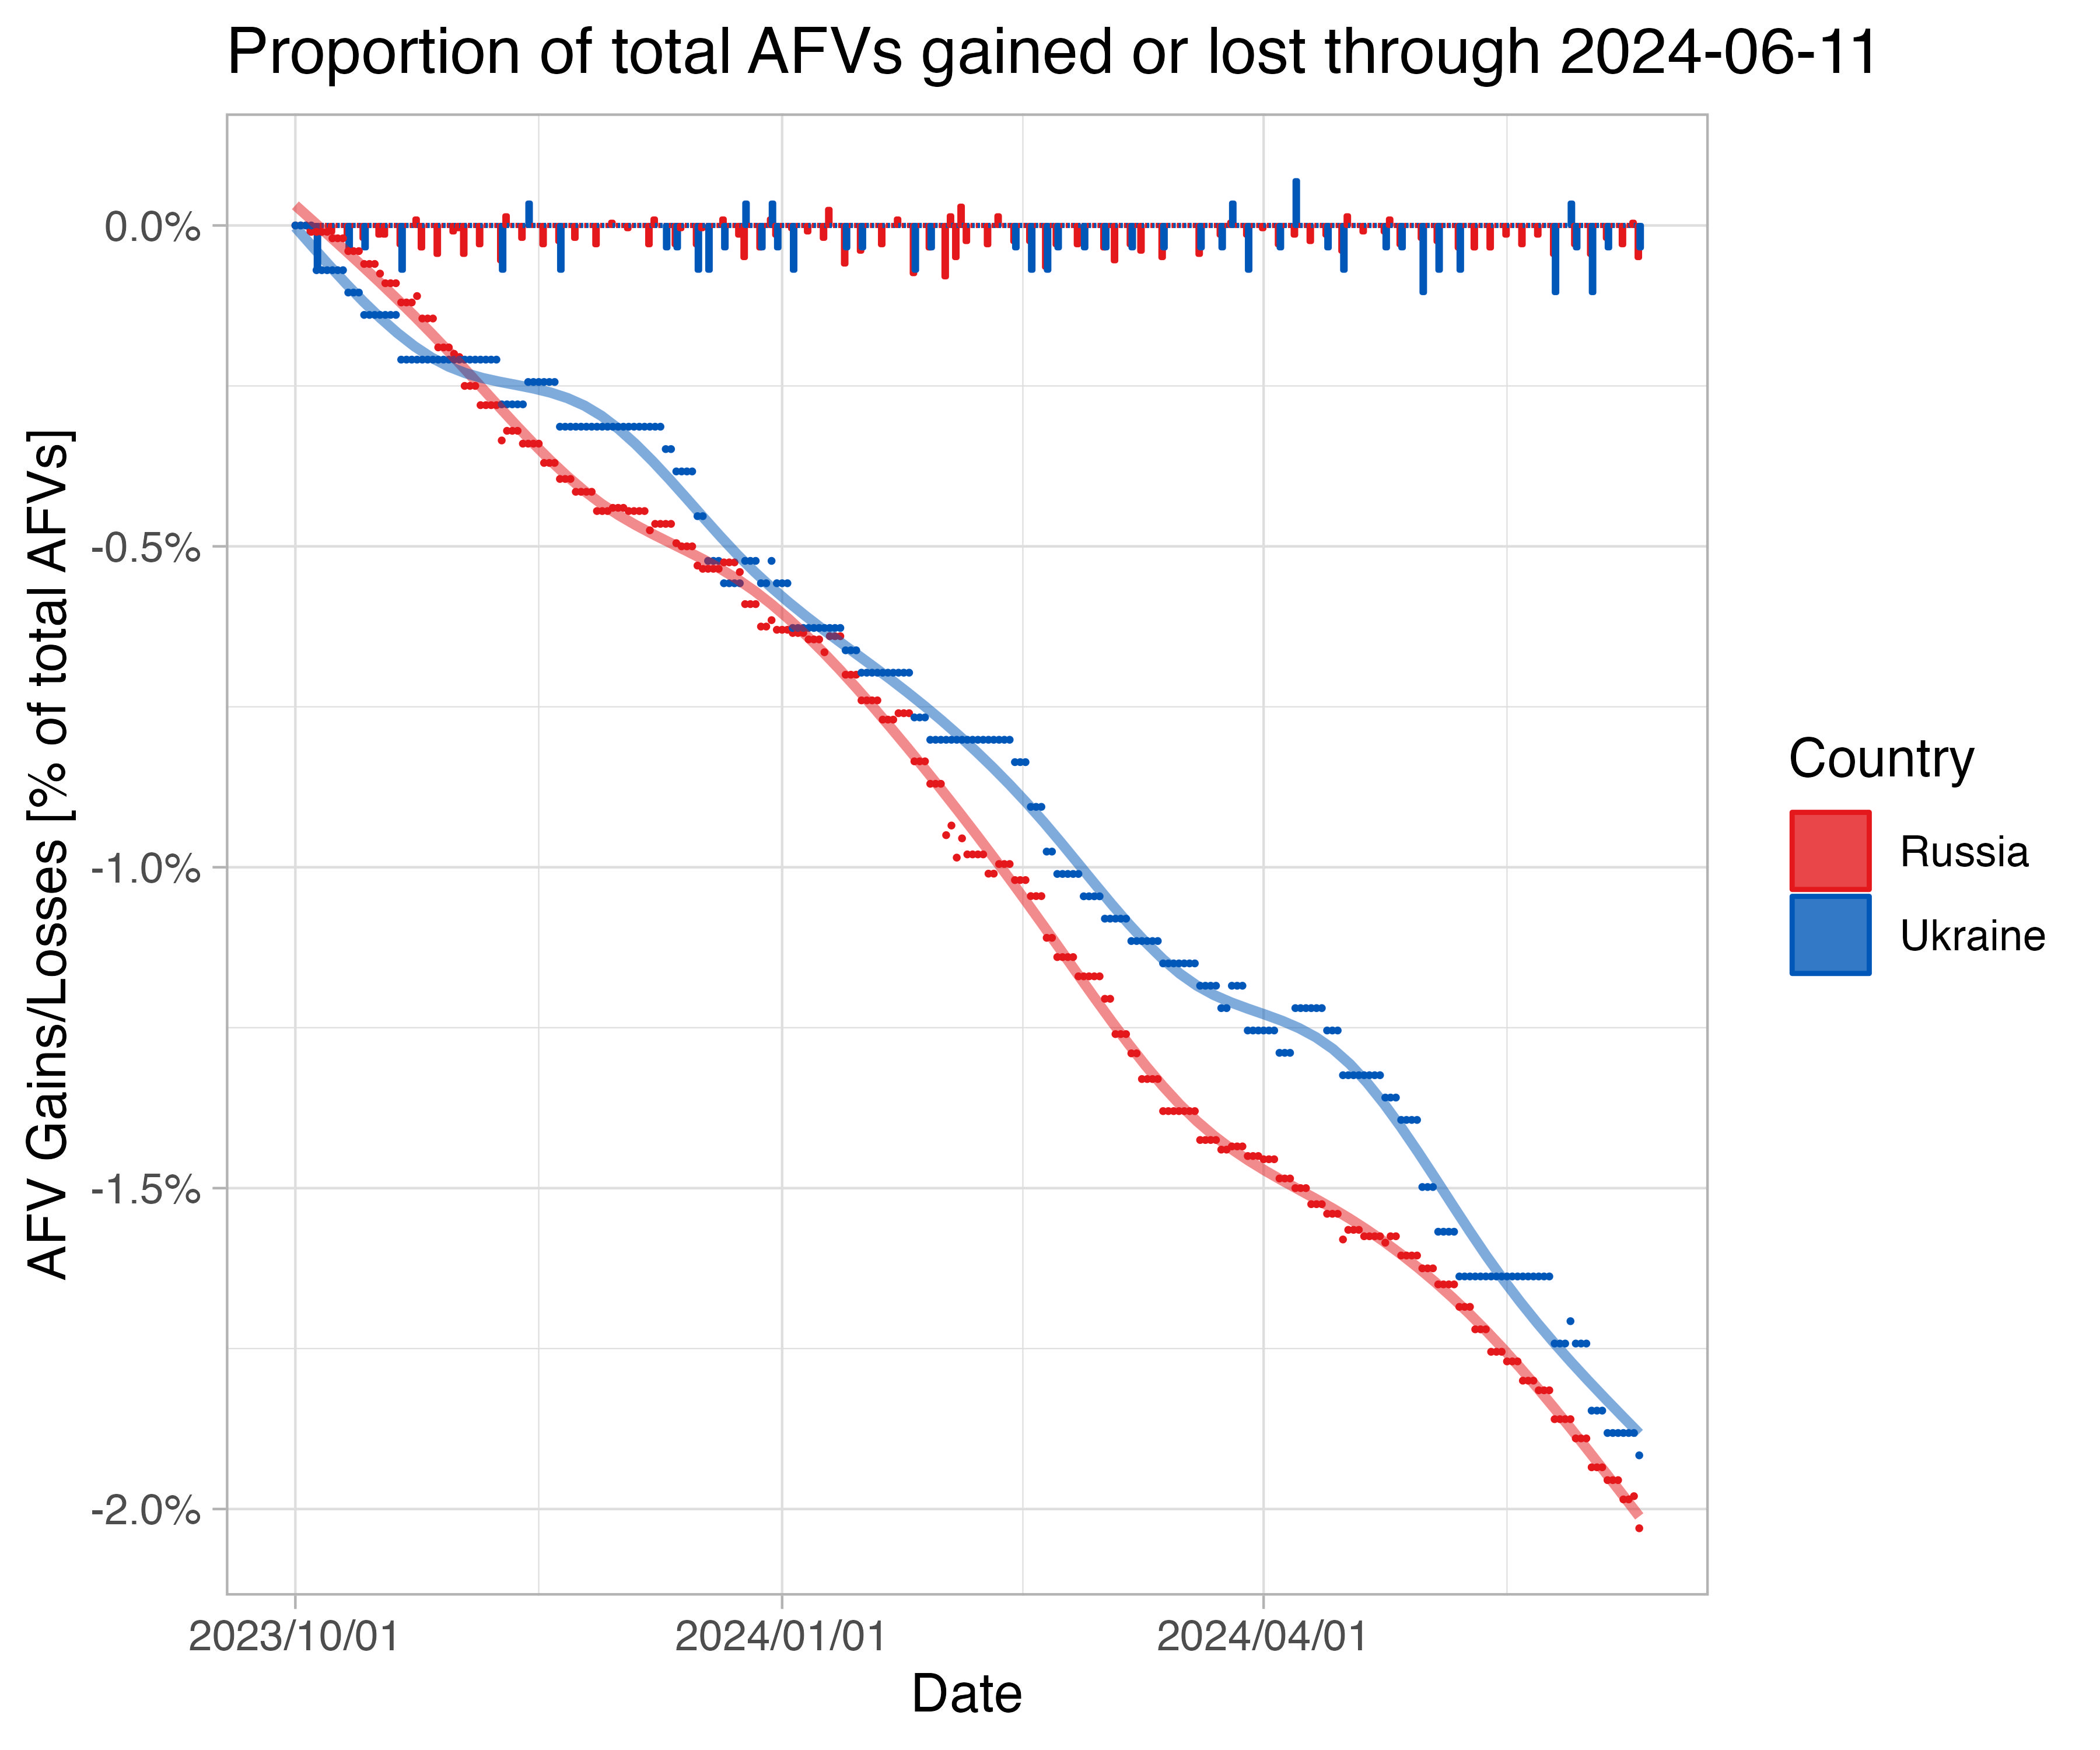 Proportion of total AFVs gained or lost through 2024-06-11
AFV Gains/Losses [% of total AFVs]
0.0%
-0.5%
-1.0%
-1.5%
-2.0%
2023/10/01
2024/01/01
2024/04/01
Date
Country
Russia
Ukraine